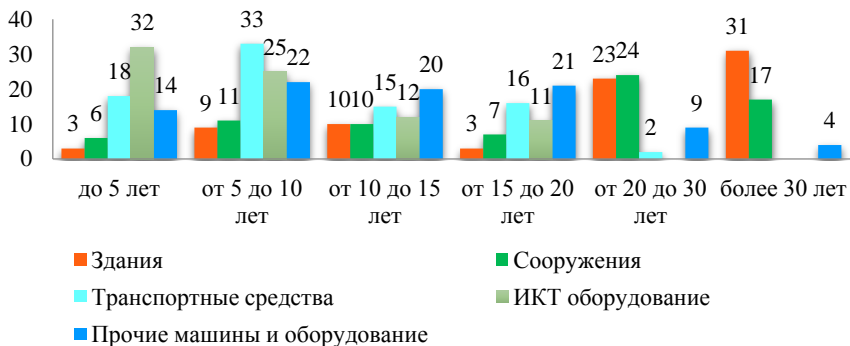 40
30
20
10
0
3 6 18 32 14
9 11 33 25 22
10 10 15 12 20
3 7 16 11 21
23 24 2 9
31 17 4
до 5 лет
от 5 до 10
лет
от 10 до 15
лет
от 15 до 20
лет
от 20 до 30
лет
более 30 лет
Здания
Сооружения
Транспортные средства
ИКТ оборудование
Прочие машины и оборудование